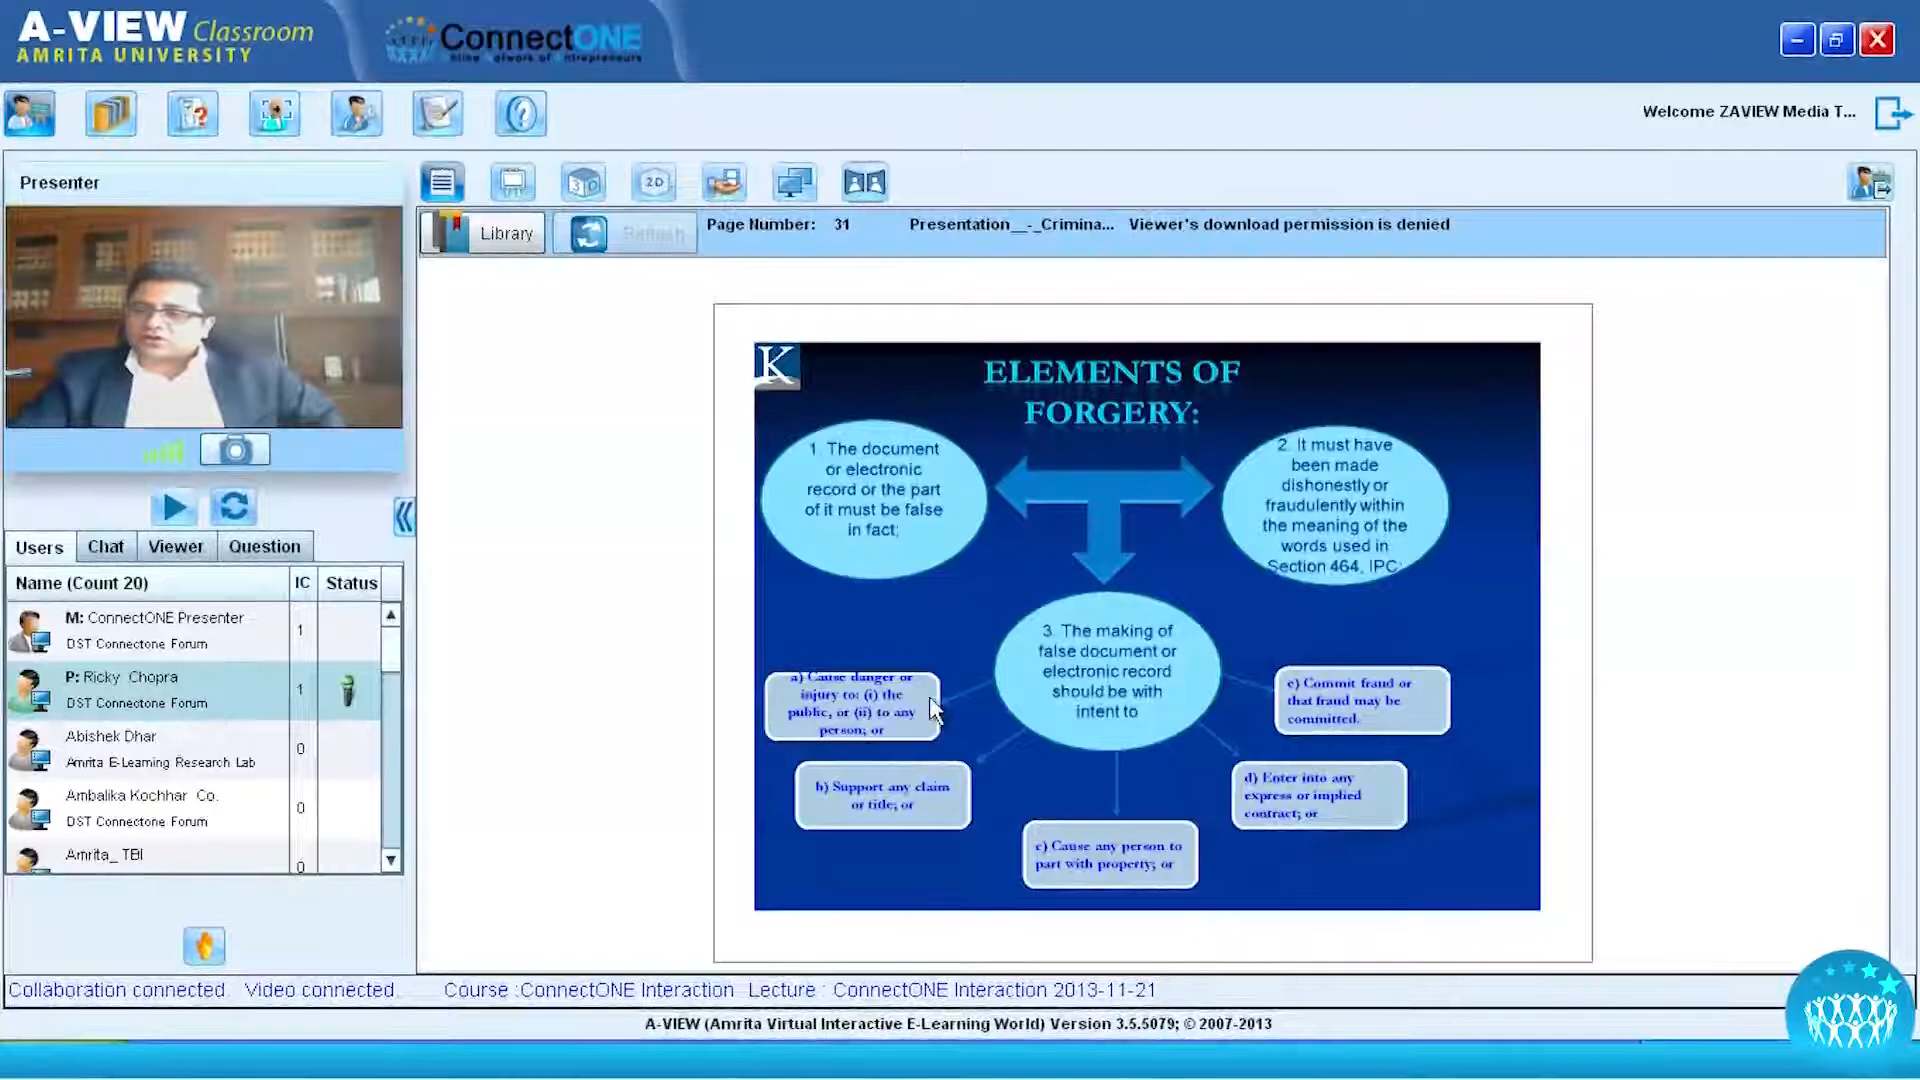 A-VIEW Classroom
AMRITA UNIVERSITY
ConnectONE
Welcome ZAVIEW Media T...
Presenter
3D
2D
Library
Refresh
Page Number: 31
Presentation__-_Crimina...
Viewer's download permission is denied
K
ELEMENTS OF
FORGERY:
1. The document
or electronic
record or the part
of it must be false
in fact;
2. It must have
been made
dishonestly or
fraudulently within
the meaning of the
words used in
Section 464, IPC;
3. The making of
false document or
electronic record
should be with
intent to
a) Cause danger or
injury to: (i) the
public, or (ii) to any
person; or
b) Support any claim
or title; or
c) Cause any person to
part with property; or
d) Enter into any
express or implied
contract; or
e) Commit fraud or
that fraud may be
committed.
Users
Chat
Viewer
Question
Name (Count 20)
IC
Status
M: ConnectONE Presenter
DST Connectone Forum
1
P: Ricky Chopra
DST Connectone Forum
1
Abishek Dhar
Amrita E-Learning Research Lab
0
Ambalika Kochhar Co.
DST Connectone Forum
0
Amrita_ TBI
0
Collaboration connected. Video connected.
Course :ConnectONE Interaction Lecture : ConnectONE Interaction 2013-11-21
A-VIEW (Amrita Virtual Interactive E-Learning World) Version 3.5.5079; © 2007-2013